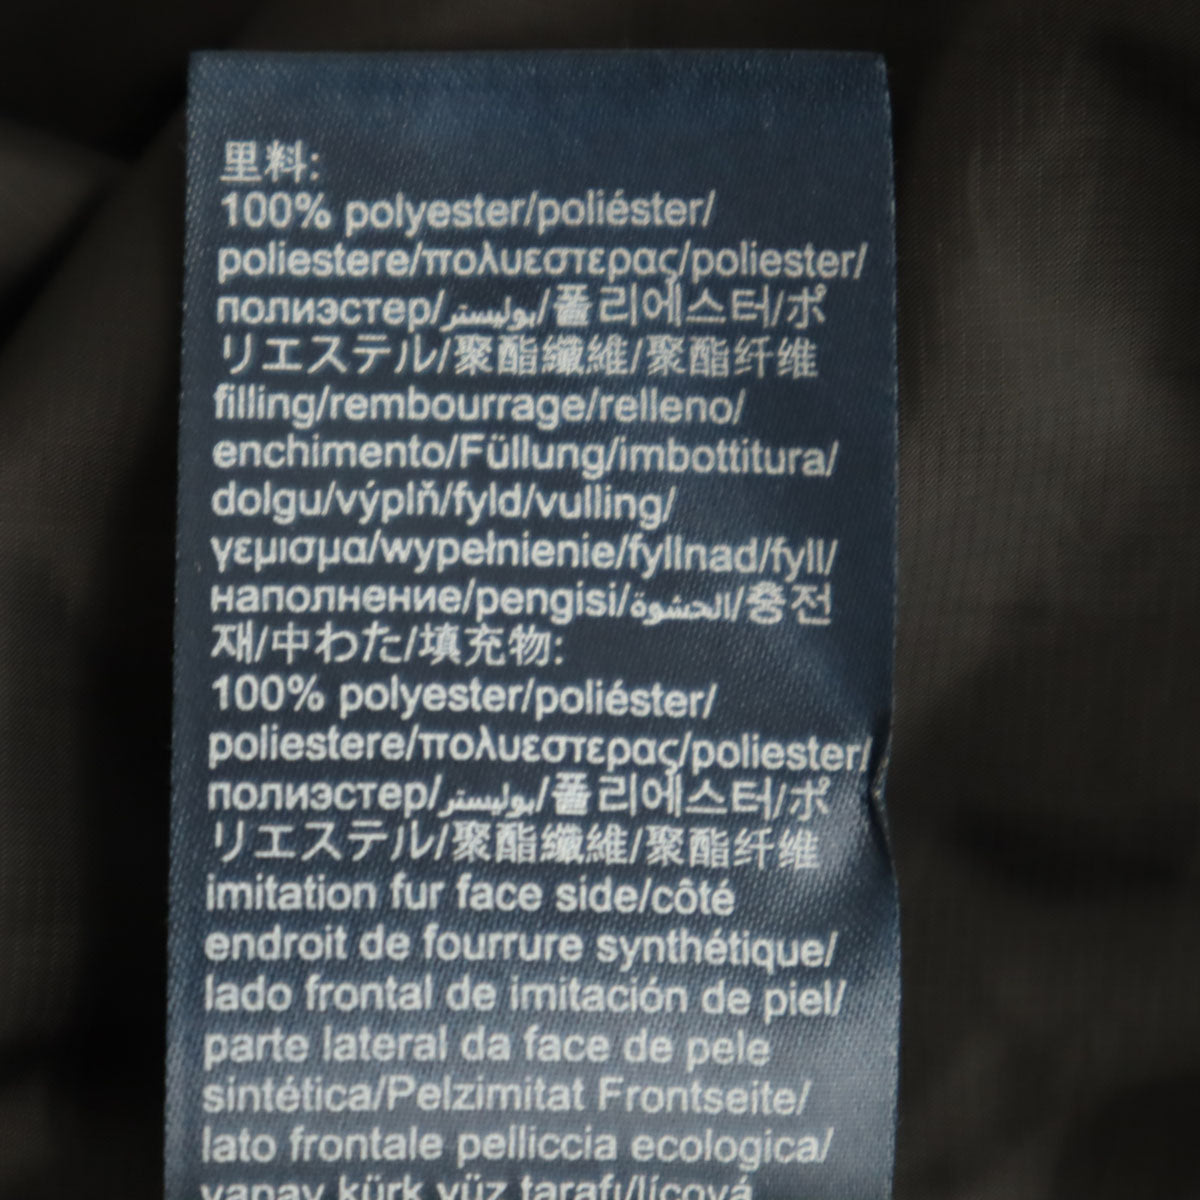 里料:
100% polyester/poliéster/
poliestere/πολυεστερας/poliester/
полиэстер/بوليستر/폴리에스터/ポ
リエステル/聚酯纖維/聚酯纤维
filling/rembourrage/relleno/
enchimento/Füllung/imbottitura/
dolgu/výplň/fyld/vulling/
γεμισμα/wypełnienie/fyllnad/fyll/
наполнение/pengisi/الحشوة/충전
재/中わた/填充物:
100% polyester/poliéster/
poliestere/πολυεστερας/poliester/
полиэстер/بوليستر/폴리에스터/ポ
リエステル/聚酯纖維/聚酯纤维
imitation fur face side/côté
endroit de fourrure synthétique/
lado frontal de imitación de piel/
parte lateral da face de pele
sintética/Pelzimitat Frontseite/
lato frontale pelliccia ecologica/
yapay kürk yüz tarafı/lícová